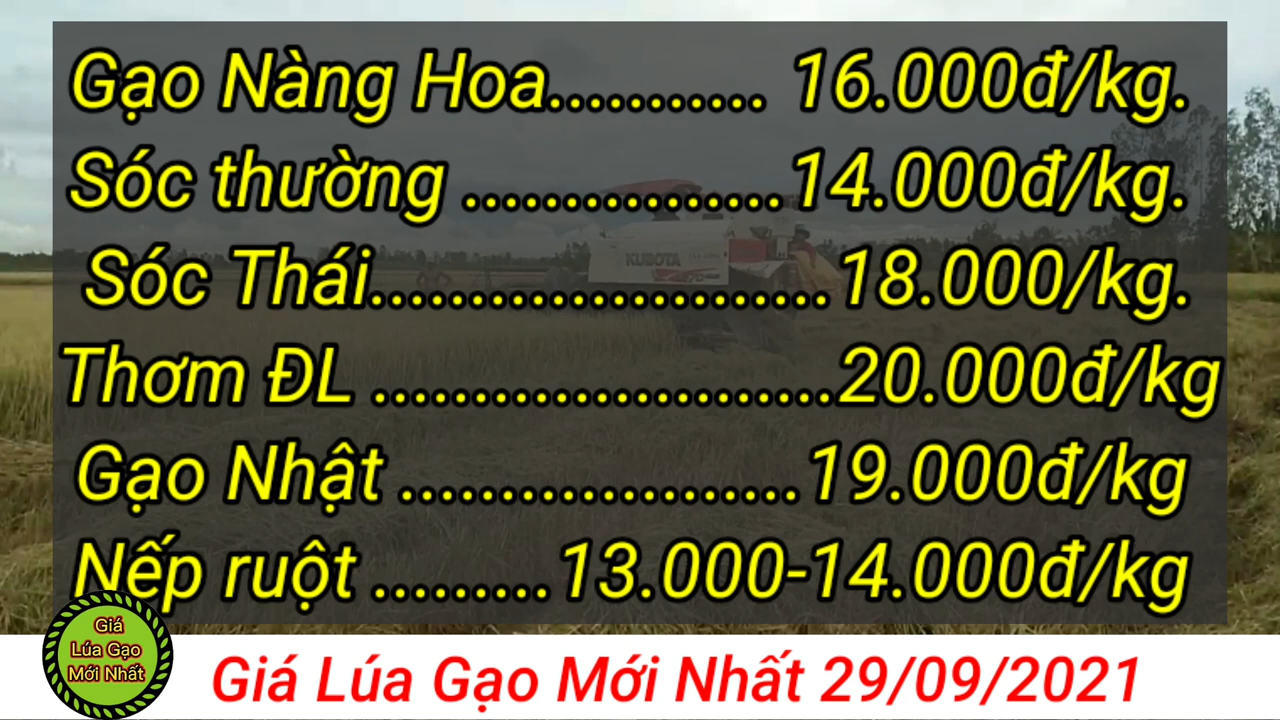 Gạo Nàng Hoa........... 16.000đ/kg.
Sóc thường ................14.000đ/kg.
Sóc Thái.......................18.000/kg.
Thơm ĐL .......................20.000đ/kg
Gạo Nhật ....................19.000đ/kg
Nếp ruột .........13.000-14.000đ/kg
KUBOTA
Giá
Lúa Gạo
Mới Nhất
Giá Lúa Gạo Mới Nhất 29/09/2021